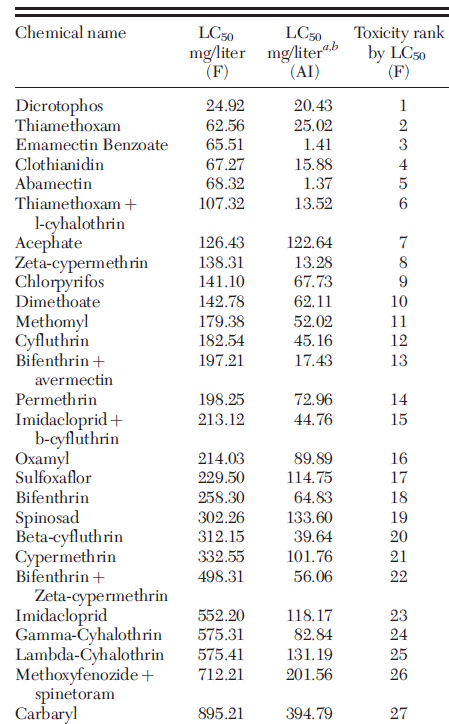 Chemical name LC50 LC50 Toxicity rank
mg/liter mg/liter^a,b by LC50
(F) (AI) (F)
Dicrotophos 24.92 20.43 1
Thiamethoxam 62.56 25.02 2
Emamectin Benzoate 65.51 1.41 3
Clothianidin 67.27 15.88 4
Abamectin 68.32 1.37 5
Thiamethoxam + 107.32 13.52 6
l-cyhalothrin
Acephate 126.43 122.64 7
Zeta-cypermethrin 138.31 13.28 8
Chlorpyrifos 141.10 67.73 9
Dimethoate 142.78 62.11 10
Methomyl 179.38 52.02 11
Cyfluthrin 182.54 45.16 12
Bifenthrin + 197.21 17.43 13
avermectin
Permethrin 198.25 72.96 14
Imidacloprid + 213.12 44.76 15
b-cyfluthrin
Oxamyl 214.03 89.89 16
Sulfoxaflor 229.50 114.75 17
Bifenthrin 258.30 64.83 18
Spinosad 302.26 133.60 19
Beta-cyfluthrin 312.15 39.64 20
Cypermethrin 332.55 101.76 21
Bifenthrin + 498.31 56.06 22
Zeta-cypermethrin
Imidacloprid 552.20 118.17 23
Gamma-Cyhalothrin 575.31 82.84 24
Lambda-Cyhalothrin 575.41 131.19 25
Methoxyfenozide + 712.21 201.56 26
spinetoram
Carbaryl 895.21 394.79 27